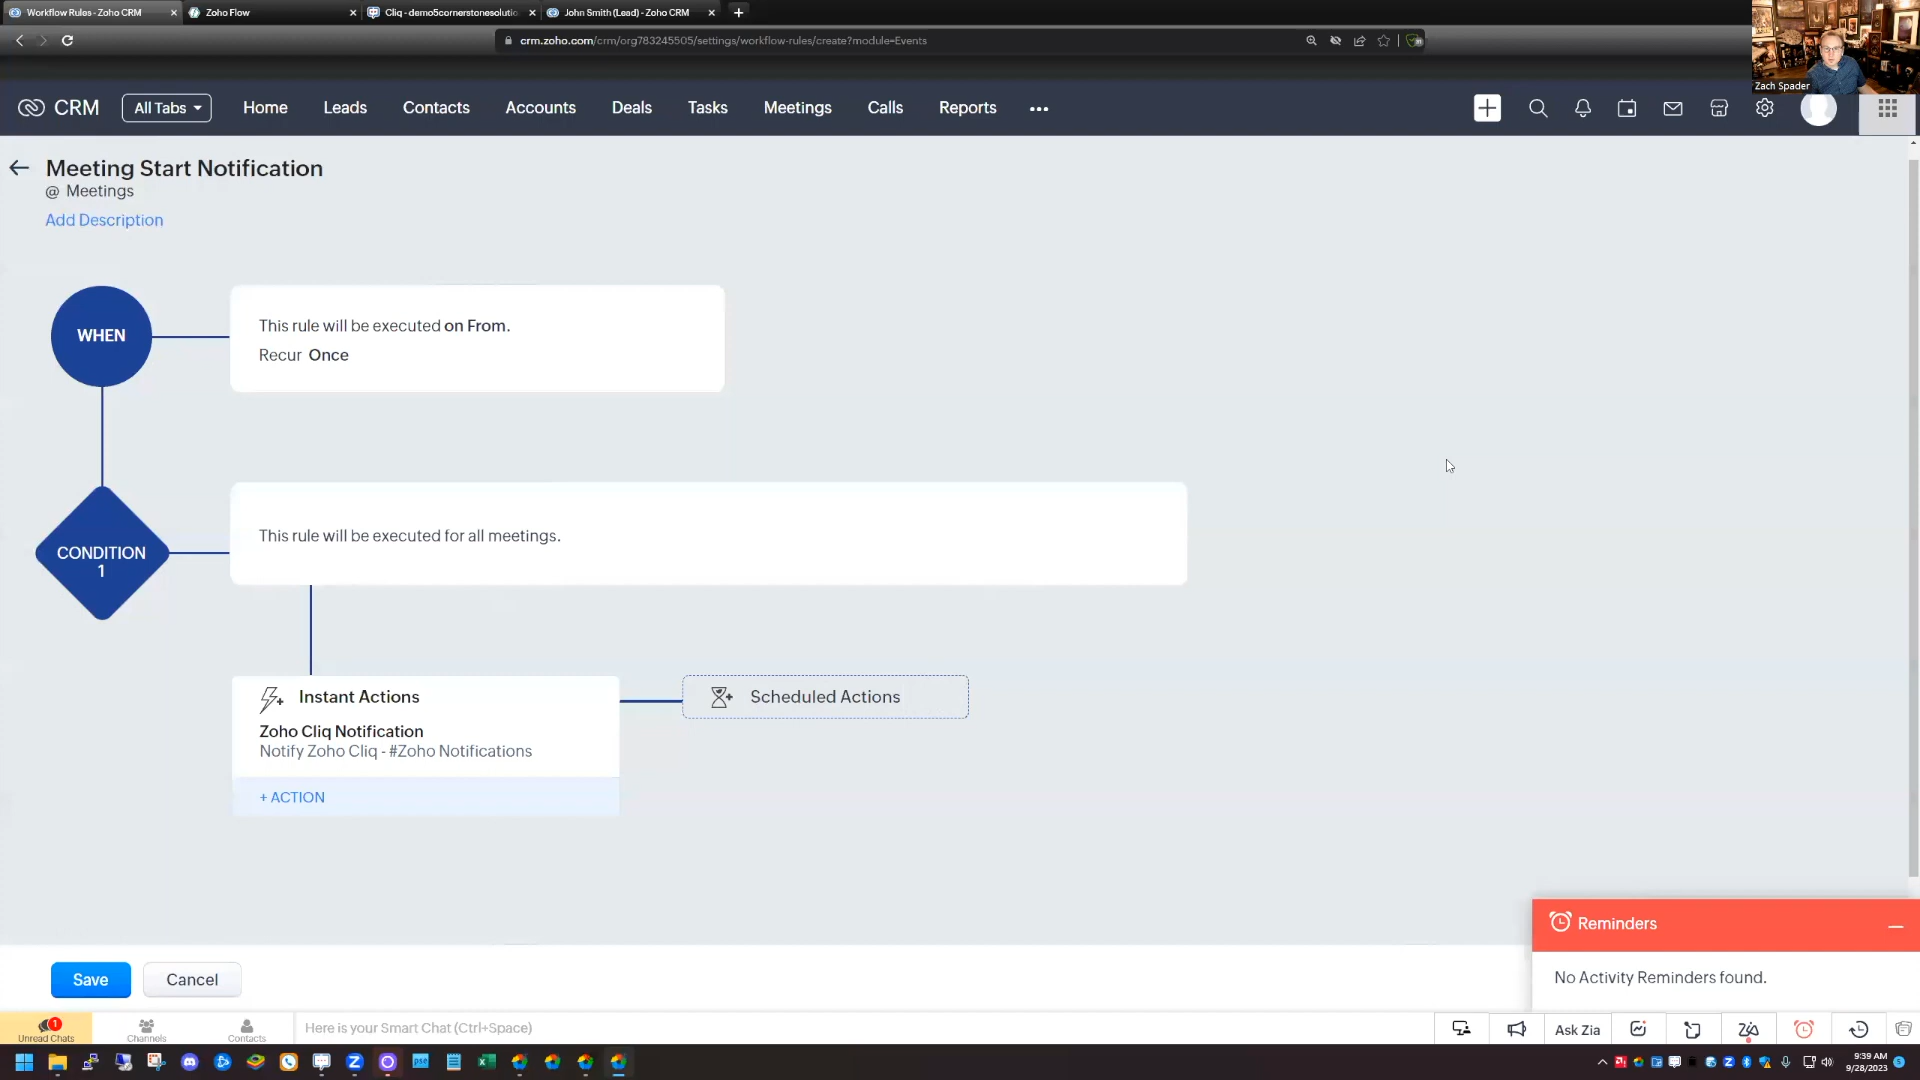 Workflow Rules - Zoho CRM
Zoho Flow
Cliq - demo5cornerstonesolutio
John Smith (Lead) - Zoho CRM
crm.zoho.com/crm/org783245505/settings/workflow-rules/create?module=Events
Zach Spader
CRM
All Tabs
Home
Leads
Contacts
Accounts
Deals
Tasks
Meetings
Calls
Reports
Meeting Start Notification
@ Meetings
Add Description
WHEN
This rule will be executed on From.
Recur Once
CONDITION
1
This rule will be executed for all meetings.
Instant Actions
Zoho Cliq Notification
Notify Zoho Cliq - #Zoho Notifications
+ ACTION
Scheduled Actions
Reminders
No Activity Reminders found.
Save
Cancel
1
Unread Chats
Channels
Contacts
Here is your Smart Chat (Ctrl+Space)
Ask Zia
9:39 AM
9/28/2023